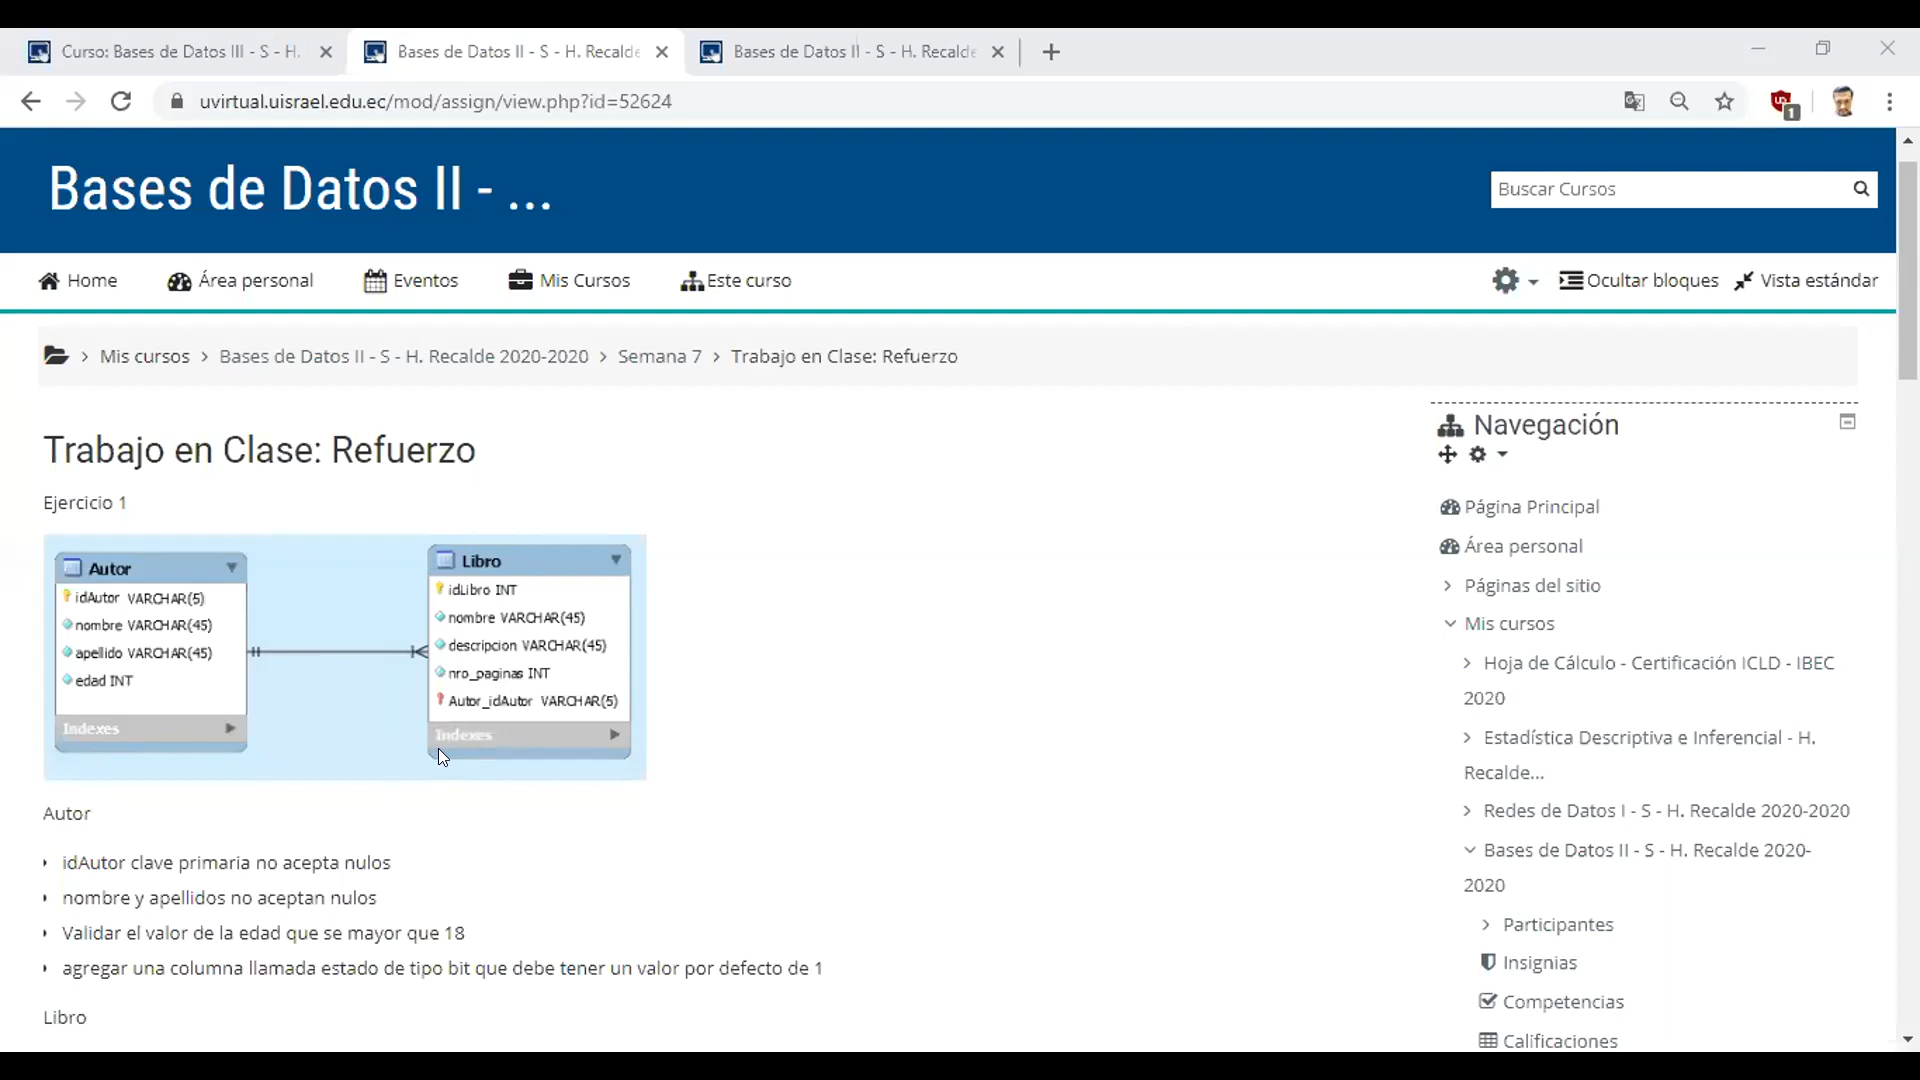 Curso: Bases de Datos III - S - H.
Bases de Datos II - S - H. Recalde
Bases de Datos II - S - H. Recalde
uvirtual.uisrael.edu.ec/mod/assign/view.php?id=52624
1
Bases de Datos II - ...
Buscar Cursos
Home
Área personal
Eventos
Mis Cursos
Este curso
Ocultar bloques
Vista estándar
Mis cursos > Bases de Datos II - S - H. Recalde 2020-2020 > Semana 7 > Trabajo en Clase: Refuerzo
Trabajo en Clase: Refuerzo
Ejercicio 1
Autor
idAutor VARCHAR(5)
nombre VARCHAR(45)
apellido VARCHAR(45)
edad INT
Indexes
Libro
idLibro INT
nombre VARCHAR(45)
descripcion VARCHAR(45)
nro_paginas INT
Autor_idAutor VARCHAR(5)
Indexes
Autor
idAutor clave primaria no acepta nulos
nombre y apellidos no aceptan nulos
Validar el valor de la edad que se mayor que 18
agregar una columna llamada estado de tipo bit que debe tener un valor por defecto de 1
Libro
Navegación
Página Principal
Área personal
Páginas del sitio
Mis cursos
Hoja de Cálculo - Certificación ICLD - IBEC
2020
Estadística Descriptiva e Inferencial - H.
Recalde...
Redes de Datos I - S - H. Recalde 2020-2020
Bases de Datos II - S - H. Recalde 2020-
2020
Participantes
Insignias
Competencias
Calificaciones